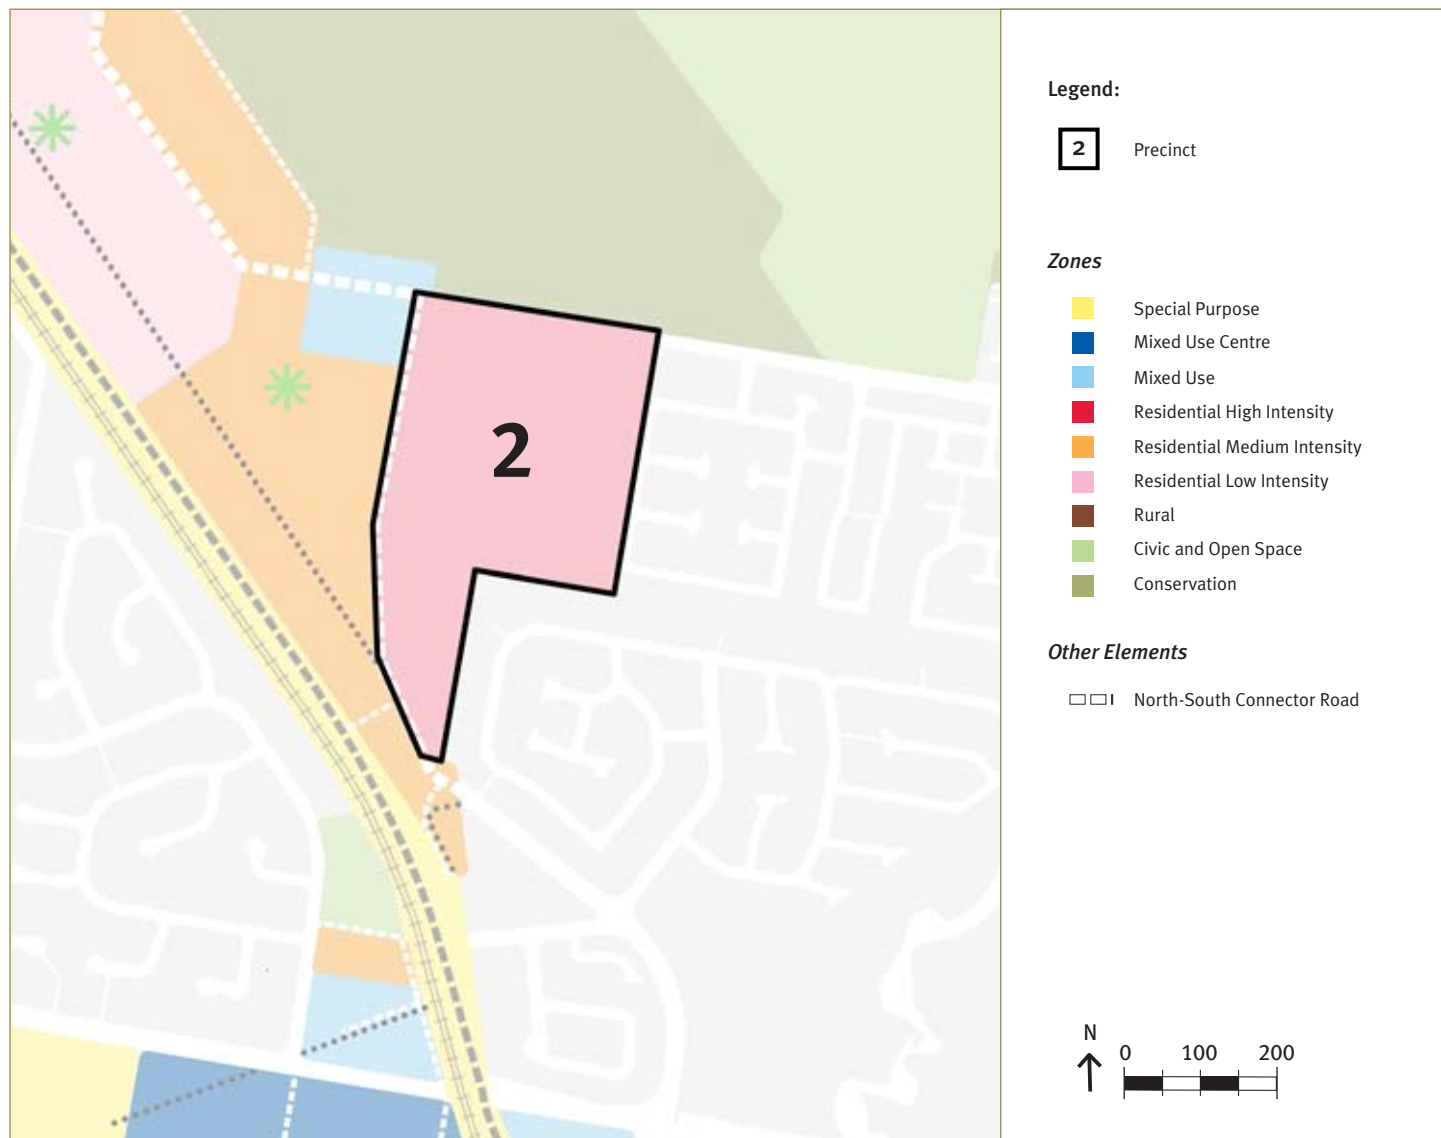 2
Legend:
2 Precinct
Zones
Special Purpose
Mixed Use Centre
Mixed Use
Residential High Intensity
Residential Medium Intensity
Residential Low Intensity
Rural
Civic and Open Space
Conservation
Other Elements
North-South Connector Road
N
0 100 200